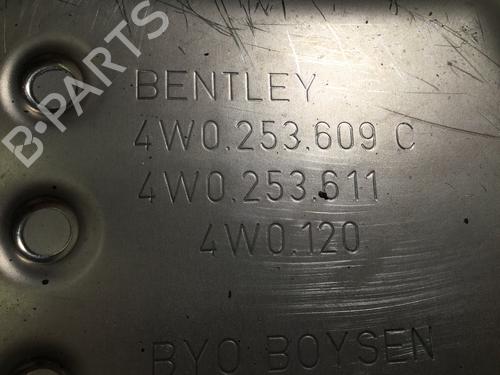 B-PARTS
BENTLEY
4W0.253.609 C
4W0.253.611
4W0.120
BYO BOYSEN